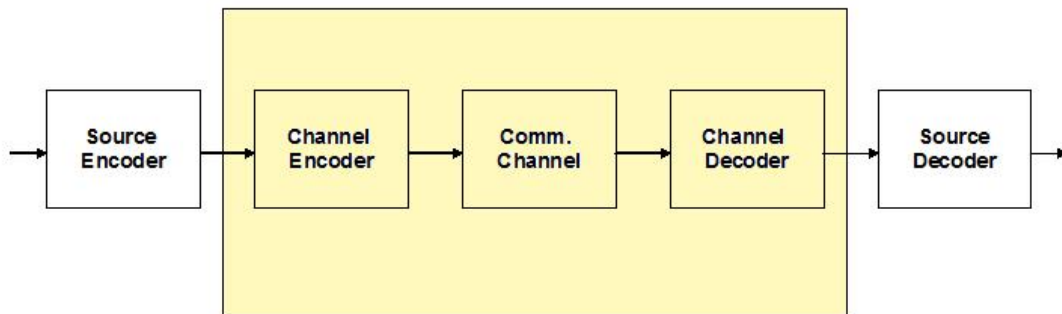 Source
Encoder
Channel
Encoder
Comm.
Channel
Channel
Decoder
Source
Decoder